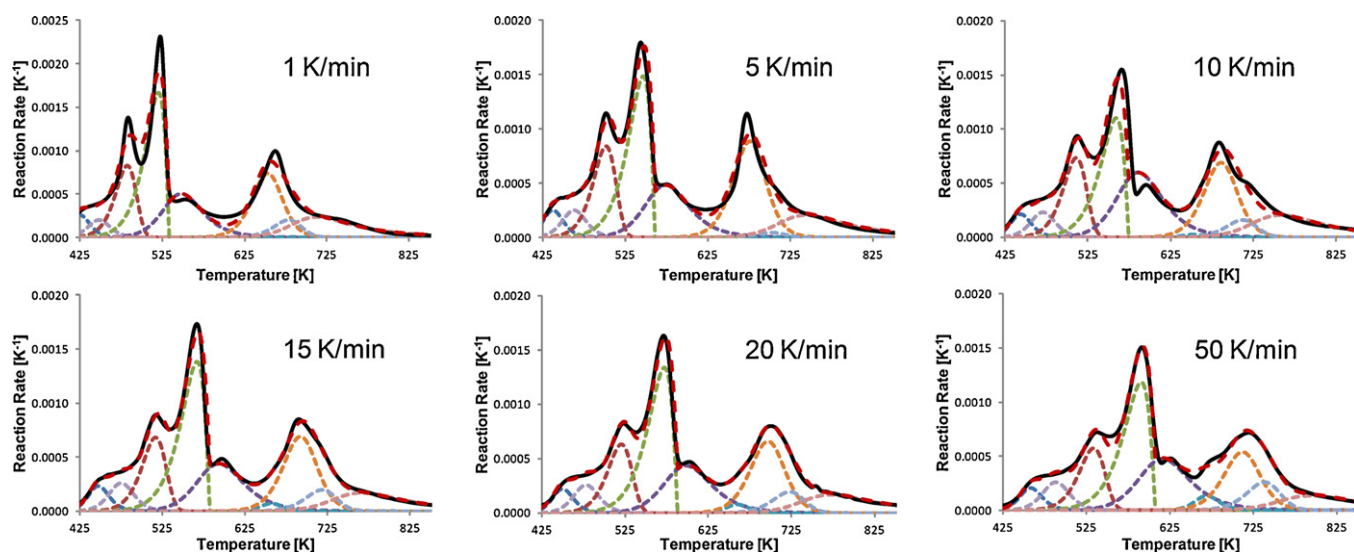 Reaction Rate [K-1]
0.0025
0.0020
0.0015
0.0010
0.0005
0.0000
1 K/min
425 525 625 725 825
Temperature [K]
Reaction Rate [K-1]
0.0020
0.0015
0.0010
0.0005
0.0000
5 K/min
425 525 625 725 825
Temperature [K]
Reaction Rate [K-1]
0.0020
0.0015
0.0010
0.0005
0.0000
10 K/min
425 525 625 725 825
Temperature [K]
Reaction Rate [K-1]
0.0020
0.0015
0.0010
0.0005
0.0000
15 K/min
425 525 625 725 825
Temperature [K]
Reaction Rate [K-1]
0.0020
0.0015
0.0010
0.0005
0.0000
20 K/min
425 525 625 725 825
Temperature [K]
Reaction Rate [K-1]
0.0020
0.0015
0.0010
0.0005
0.0000
50 K/min
425 525 625 725 825
Temperature [K]